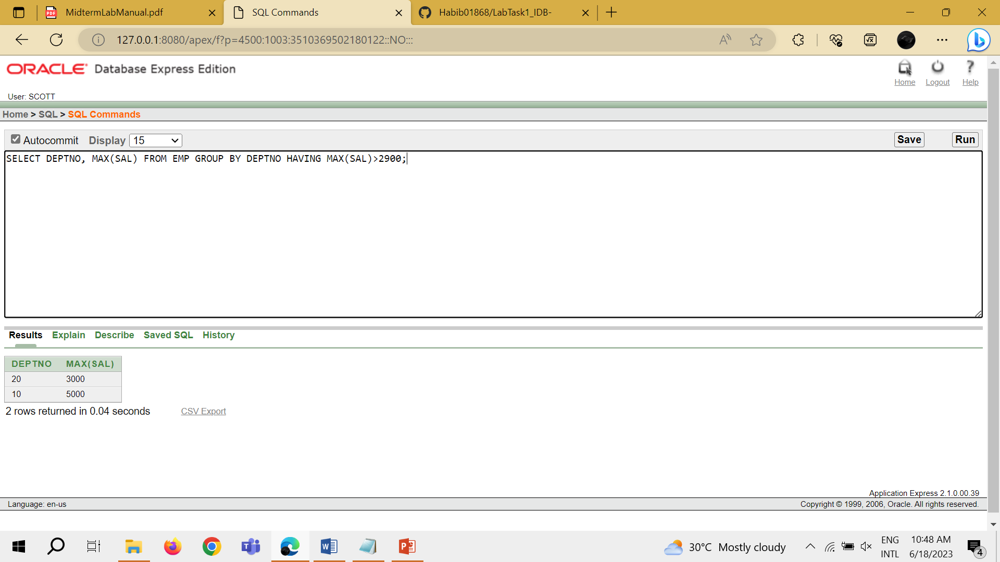 MidtermLabManual.pdf
SQL Commands
Habib01868/LabTask1_IDB-
127.0.0.1:8080/apex/f?p=4500:1003:3510369502180122::NO:::
ORACLE Database Express Edition
Home
Logout
Help
User: SCOTT
Home > SQL > SQL Commands
Autocommit Display 15
Save
Run
SELECT DEPTNO, MAX(SAL) FROM EMP GROUP BY DEPTNO HAVING MAX(SAL)>2900;
Results Explain Describe Saved SQL History
DEPTNO MAX(SAL)
20 3000
10 5000
2 rows returned in 0.04 seconds
CSV Export
Application Express 2.1.0.00.39
Language: en-us
Copyright © 1999, 2006, Oracle. All rights reserved.
30°C Mostly cloudy
ENG
INTL
10:48 AM
6/18/2023
4